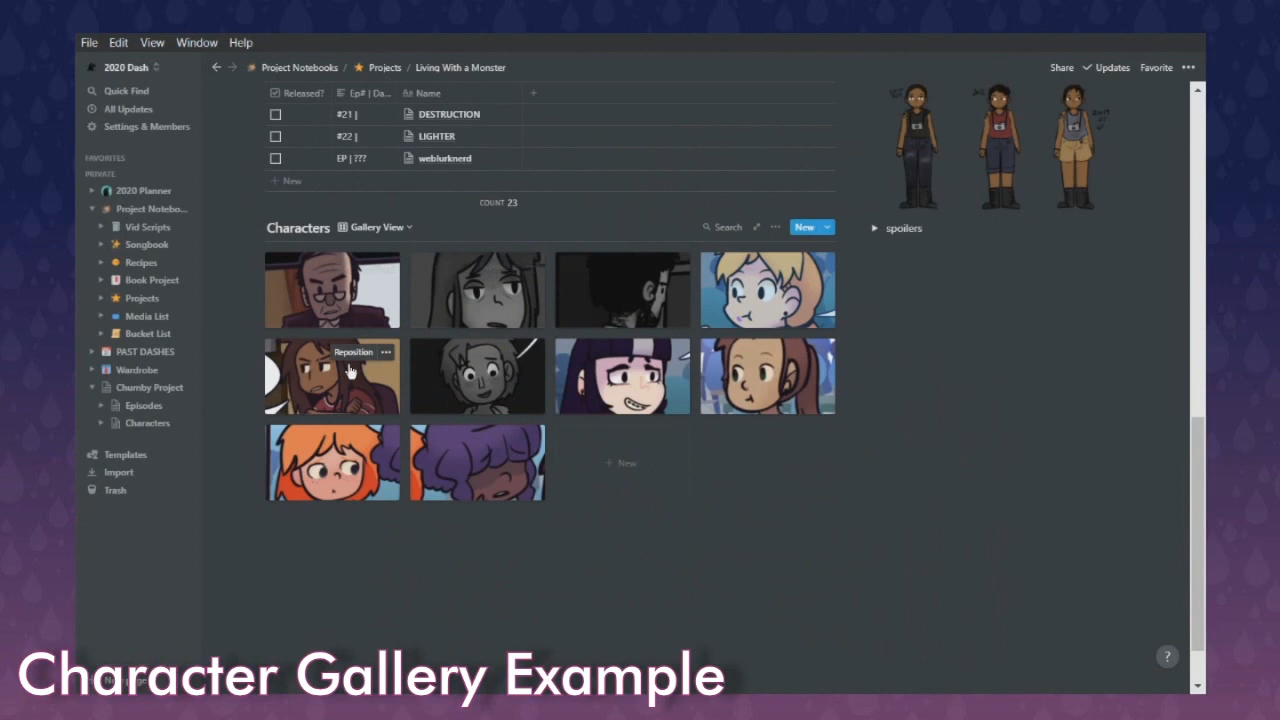 File Edit View Window Help
2020 Dash
Project Notebooks / Projects / Living With a Monster
Share Updates Favorite •••
Quick Find
All Updates
Settings & Members
FAVORITES
PRIVATE
2020 Planner
Project Notebo...
Vid Scripts
Songbook
Recipes
Book Project
Projects
Media List
Bucket List
PAST DASHES
Wardrobe
Chumby Project
Episodes
Characters
Templates
Import
Trash
Released? Ep# | Da... Aa Name +
#21 | DESTRUCTION
#22 | LIGHTER
EP | ??? weblurknerd
+ New
COUNT 23
Characters Gallery View
Search ••• New
spoilers
Reposition •••
+ New
?
Character Gallery Example